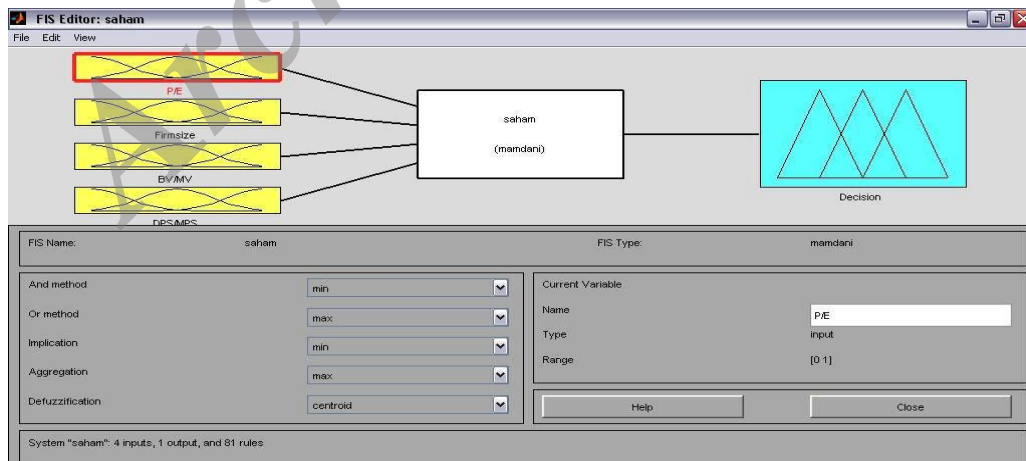 FIS Editor: saham
File Edit View
P/E
Firmsize
BV/MV
DPS/MPS
saham
(mamdani)
Decision
FIS Name: saham FIS Type: mamdani
And method min
Or method max
Implication min
Aggregation max
Defuzzification centroid
Current Variable
Name P/E
Type input
Range [0 1]
Help Close
System "saham": 4 inputs, 1 output, and 81 rules